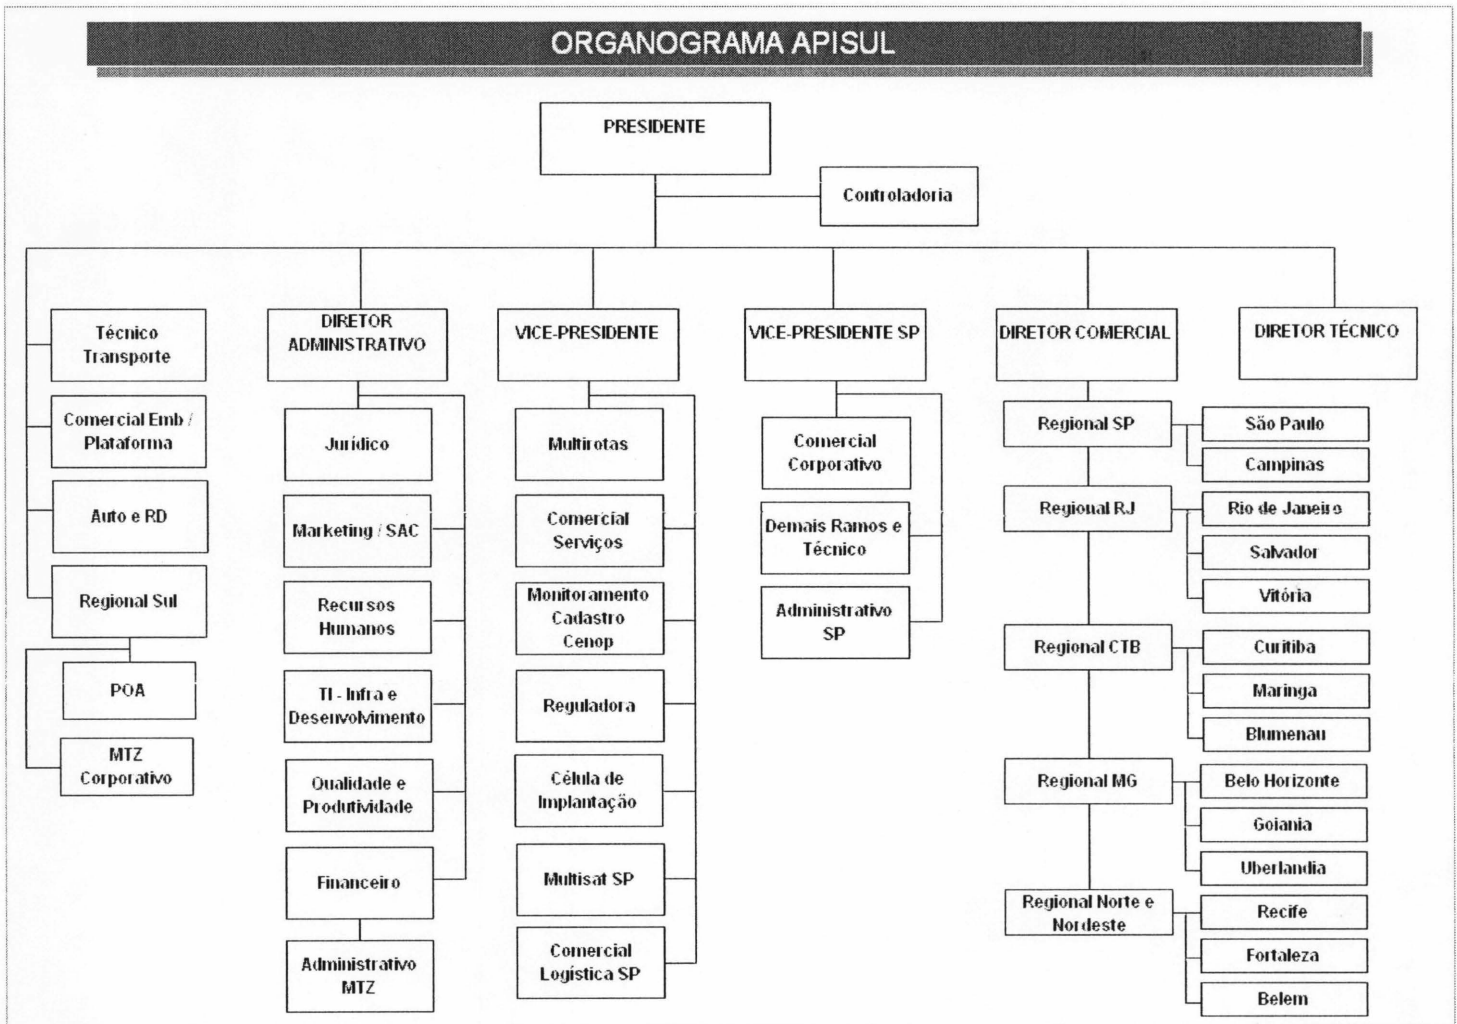 ORGANOGRAMA APISUL
PRESIDENTE
Controladoria
Técnico
Transporte
Comercial Emb /
Plataforma
Auto e RD
Regional Sul
POA
MTZ
Corporativo
DIRETOR
ADMINISTRATIVO
Jurídico
Marketing / SAC
Recursos
Humanos
TI - Infra e
Desenvolvimento
Qualidade e
Produtividade
Financeiro
Administrativo
MTZ
VICE-PRESIDENTE
Multirotas
Comercial
Serviços
Monitoramento
Cadastro
Cenop
Reguladora
Célula de
Implantação
Multisat SP
Comercial
Logística SP
VICE-PRESIDENTE SP
Comercial
Corporativo
Demais Ramos e
Técnico
Administrativo
SP
DIRETOR COMERCIAL
Regional SP
São Paulo
Campinas
Regional RJ
Rio de Janeiro
Salvador
Vitória
Regional CTB
Curitiba
Maringa
Blumenau
Regional MG
Belo Horizonte
Goiania
Uberlandia
Regional Norte e
Nordeste
Recife
Fortaleza
Belem
DIRETOR TÉCNICO